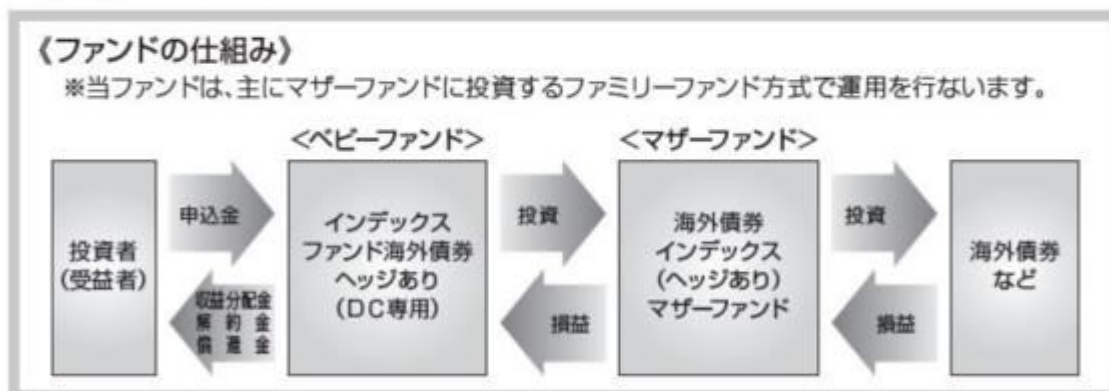 《ファンドの仕組み》
※当ファンドは、主にマザーファンドに投資するファミリーファンド方式で運用を行ないます。
<ベビーファンド>
<マザーファンド>
投資者
(受益者)
申込金
収益分配金
解約金
償還金
インデックス
ファンド海外債券
ヘッジあり
(DC専用)
投資
損益
海外債券
インデックス
(ヘッジあり)
マザーファンド
投資
損益
海外債券
など